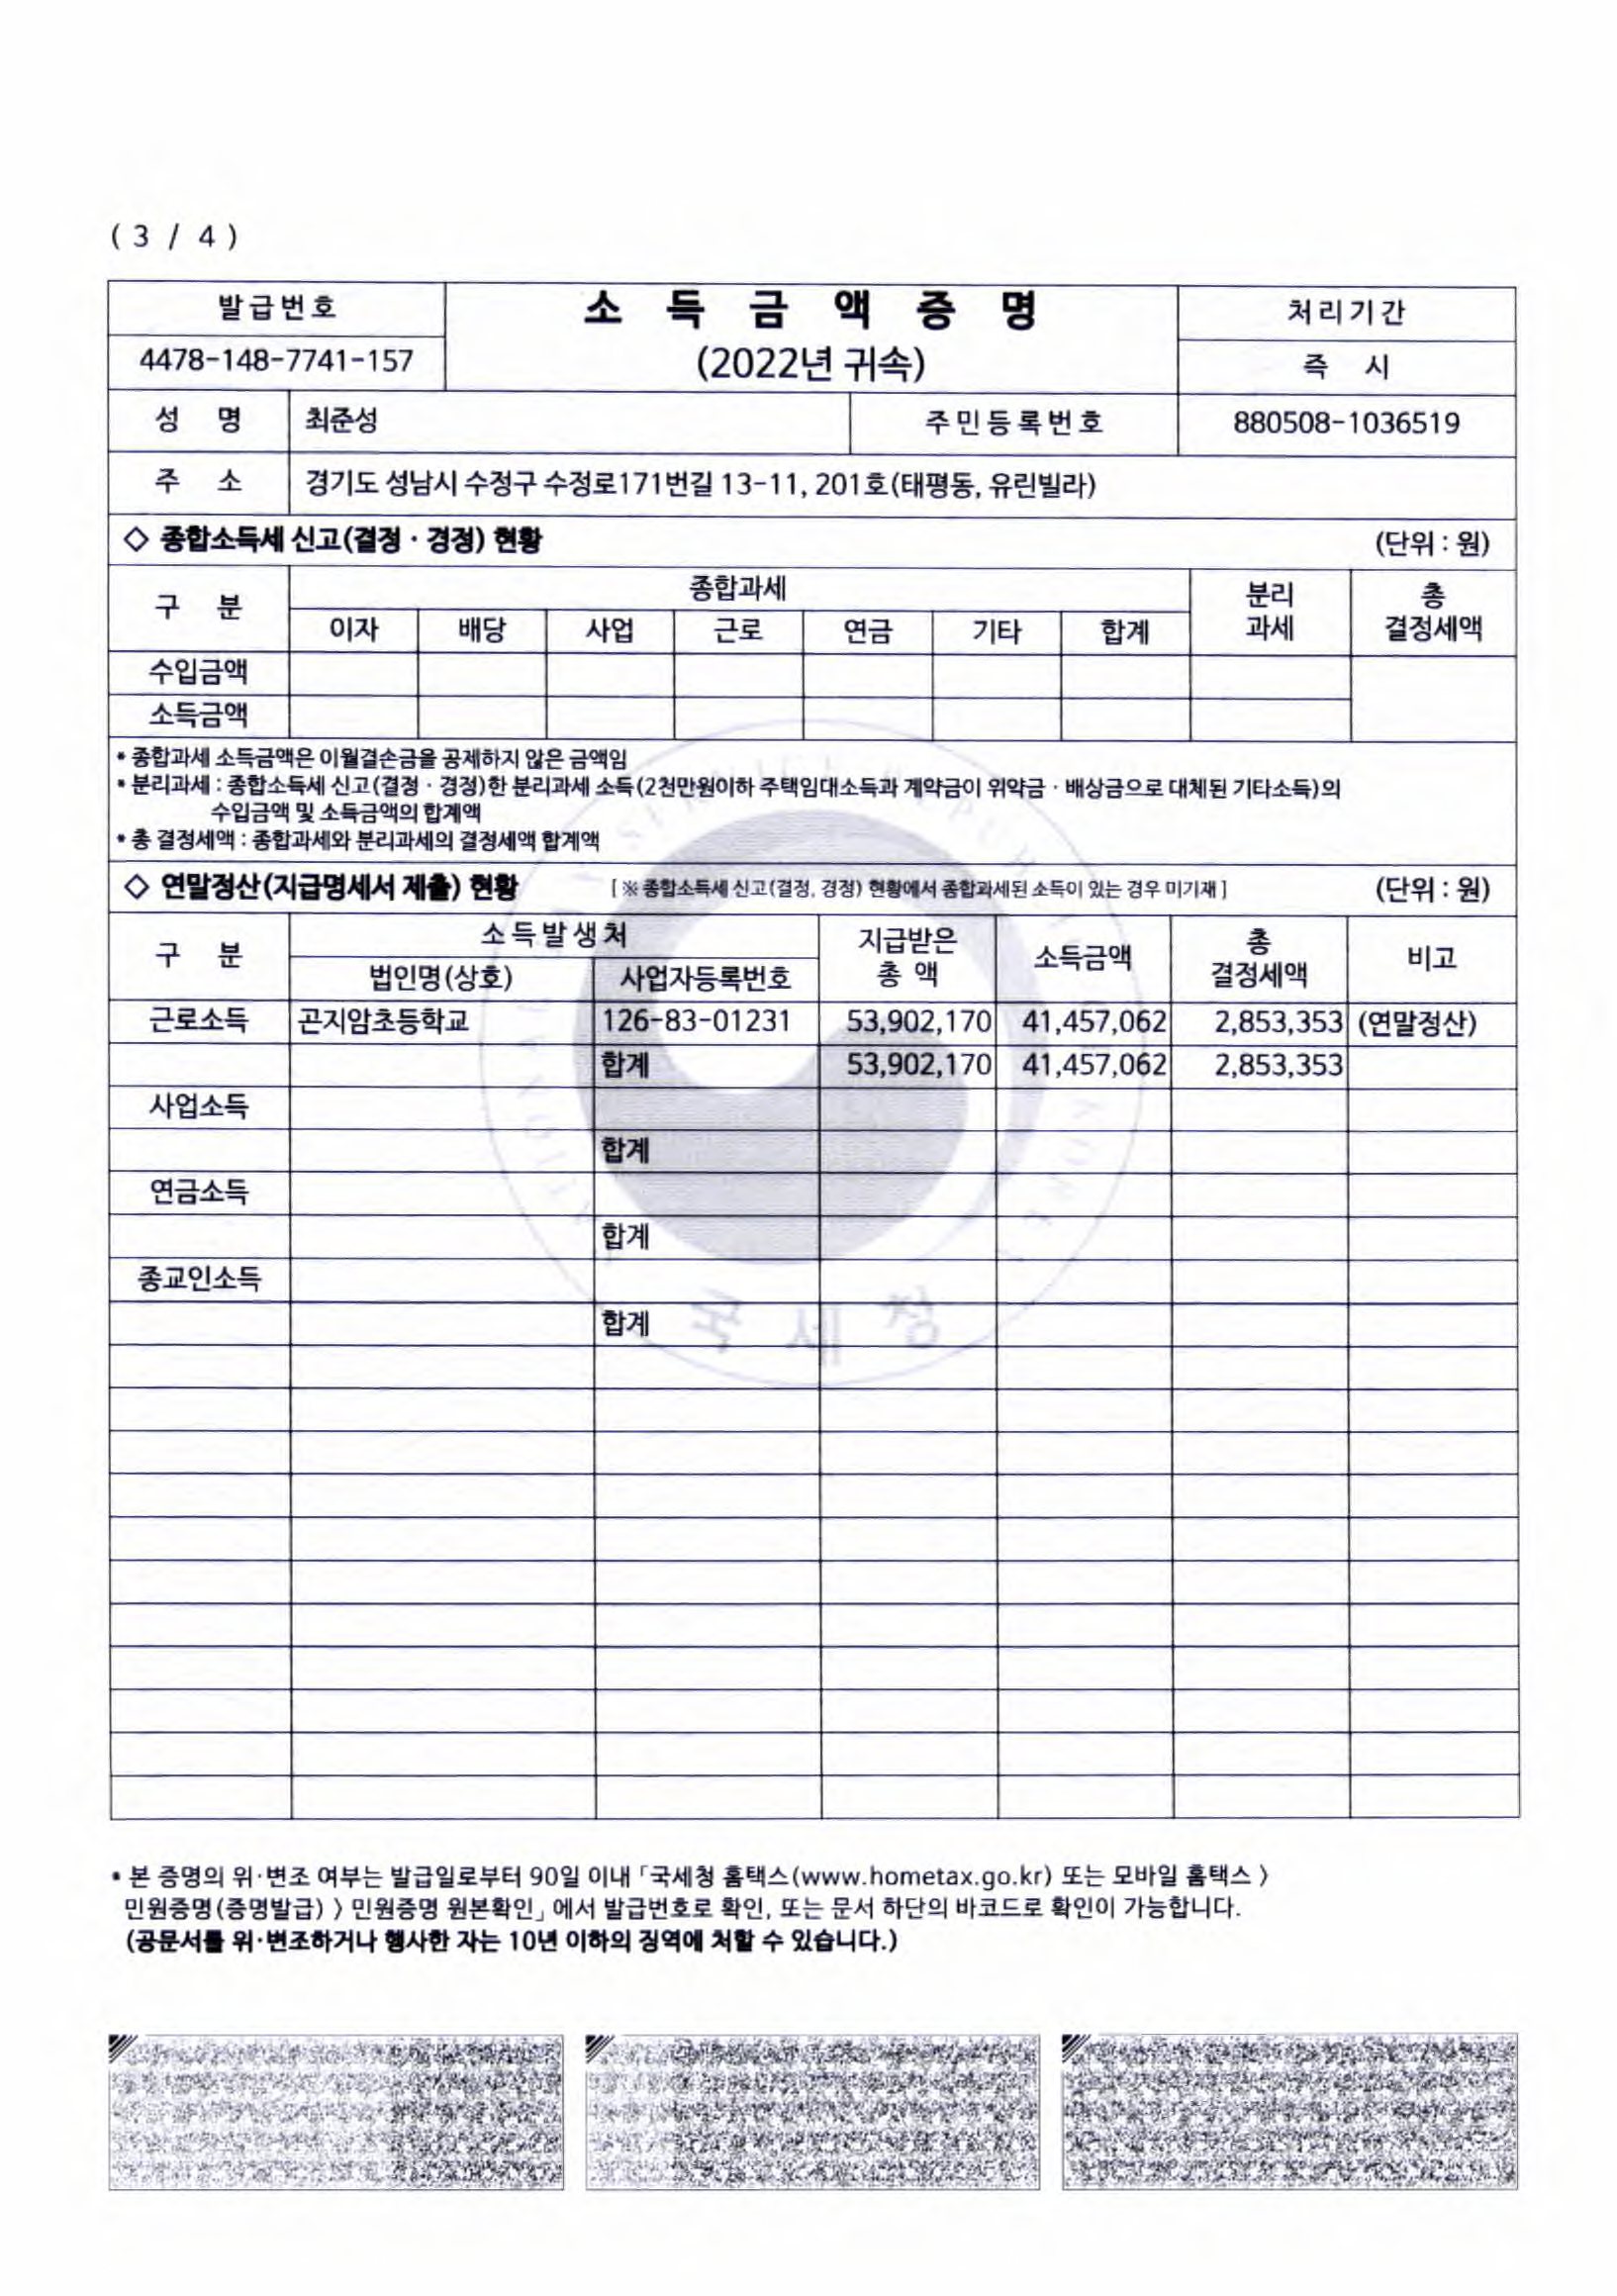 ( 3 / 4 )
발급번호
소 득 금 액 증 명
처리기간
4478-148-7741-157
(2022년 귀속)
즉 시
성 명 최준성 주민등록번호 880508-1036519
주 소 경기도 성남시 수정구 수정로171번길 13-11, 201호(태평동, 유린빌라)
◇ 종합소득세 신고(결정 · 경정) 현황 (단위 : 원)
구 분 종합과세 분리 과세 총 결정세액
이자 배당 사업 근로 연금 기타 합계
수입금액
소득금액
* 종합과세 소득금액은 이월결손금을 공제하지 않은 금액임
* 분리과세 : 종합소득세 신고(결정 · 경정)한 분리과세 소득(2천만원이하 주택임대소득과 계약금이 위약금 · 배상금으로 대체된 기타소득)의
수입금액 및 소득금액의 합계액
* 총 결정세액 : 종합과세와 분리과세의 결정세액 합계액
◇ 연말정산(지급명세서 제출) 현황 [ ※ 종합소득세 신고(결정, 경정) 현황에서 종합과세된 소득이 있는 경우 미기재 ] (단위 : 원)
구 분 소득발생처 지급받은 총 액 소득금액 총 결정세액 비고
법인명(상호) 사업자등록번호
근로소득 곤지암초등학교 126-83-01231 53,902,170 41,457,062 2,853,353 (연말정산)
합계 53,902,170 41,457,062 2,853,353
사업소득
합계
연금소득
합계
종교인소득
합계
국세청
* 본 증명의 위·변조 여부는 발급일로부터 90일 이내 「국세청 홈택스(www.hometax.go.kr) 또는 모바일 홈택스 〉
민원증명(증명발급) 〉 민원증명 원본확인」에서 발급번호로 확인, 또는 문서 하단의 바코드로 확인이 가능합니다.
(공문서를 위·변조하거나 행사한 자는 10년 이하의 징역에 처할 수 있습니다.)